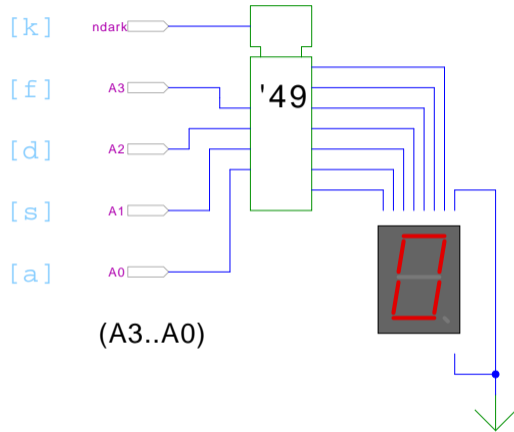 [k] ndark
[f] A3 '49
[d] A2
[s] A1
[a] A0
(A3..A0)